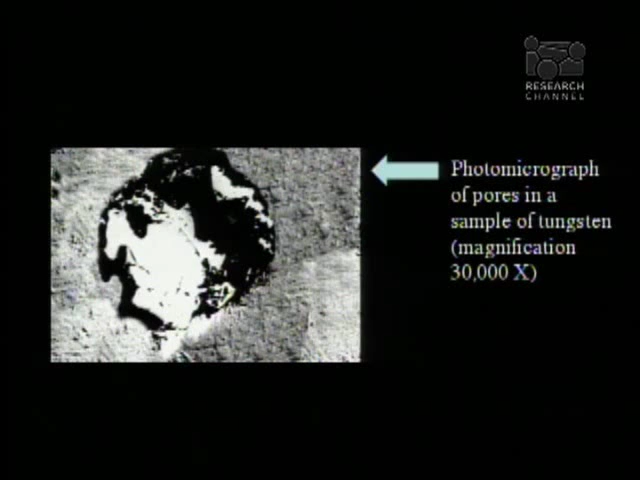 RESEARCH
CHANNEL
Photomicrograph
of pores in a
sample of tungsten
(magnification
30,000 X)